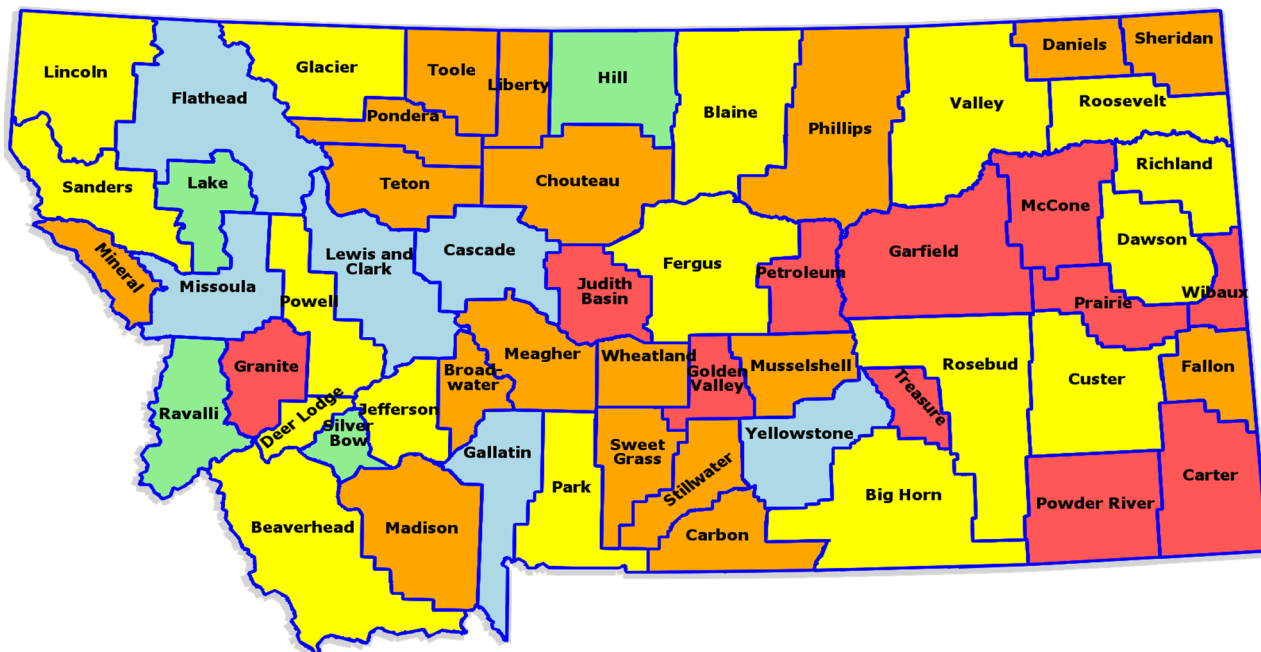 Lincoln
Flathead
Glacier
Toole
Liberty
Hill
Blaine
Phillips
Valley
Daniels
Sheridan
Roosevelt
Pondera
Sanders
Lake
Teton
Chouteau
McCone
Richland
Mineral
Missoula
Powell
Lewis and
Clark
Cascade
Judith
Basin
Fergus
Petroleum
Garfield
Dawson
Prairie
Wibaux
Ravalli
Granite
Deer Lodge
Silver
Bow
Jefferson
Broad-
water
Meagher
Wheatland
Golden
Valley
Musselshell
Treasure
Rosebud
Custer
Fallon
Beaverhead
Madison
Gallatin
Park
Sweet
Grass
Stillwater
Yellowstone
Carbon
Big Horn
Powder River
Carter